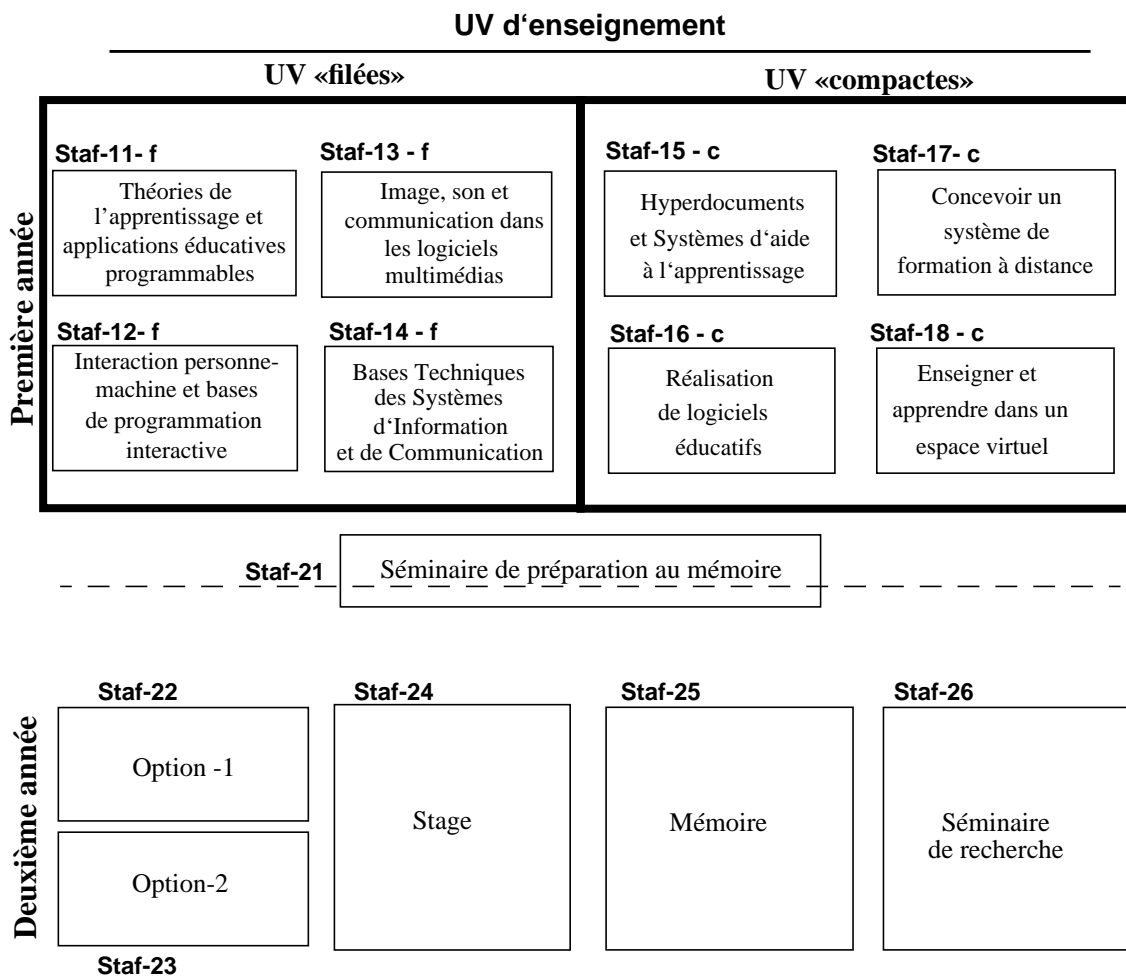 UV d‘enseignement
UV «filées»
UV «compactes»
Première année
Staf-11- f
Théories de
l’apprentissage et
applications éducatives
programmables
Staf-13 - f
Image, son et
communication dans
les logiciels
multimédias
Staf-15 - c
Hyperdocuments
et Systèmes d‘aide
à l‘apprentissage
Staf-17- c
Concevoir un
système de
formation à distance
Staf-12- f
Interaction personne-
machine et bases
de programmation
interactive
Staf-14 - f
Bases Techniques
des Systèmes
d‘Information
et de Communication
Staf-16 - c
Réalisation
de logiciels
éducatifs
Staf-18 - c
Enseigner et
apprendre dans un
espace virtuel
Staf-21
Séminaire de préparation au mémoire
Deuxième année
Staf-22
Option -1
Option-2
Staf-23
Staf-24
Stage
Staf-25
Mémoire
Staf-26
Séminaire
de recherche